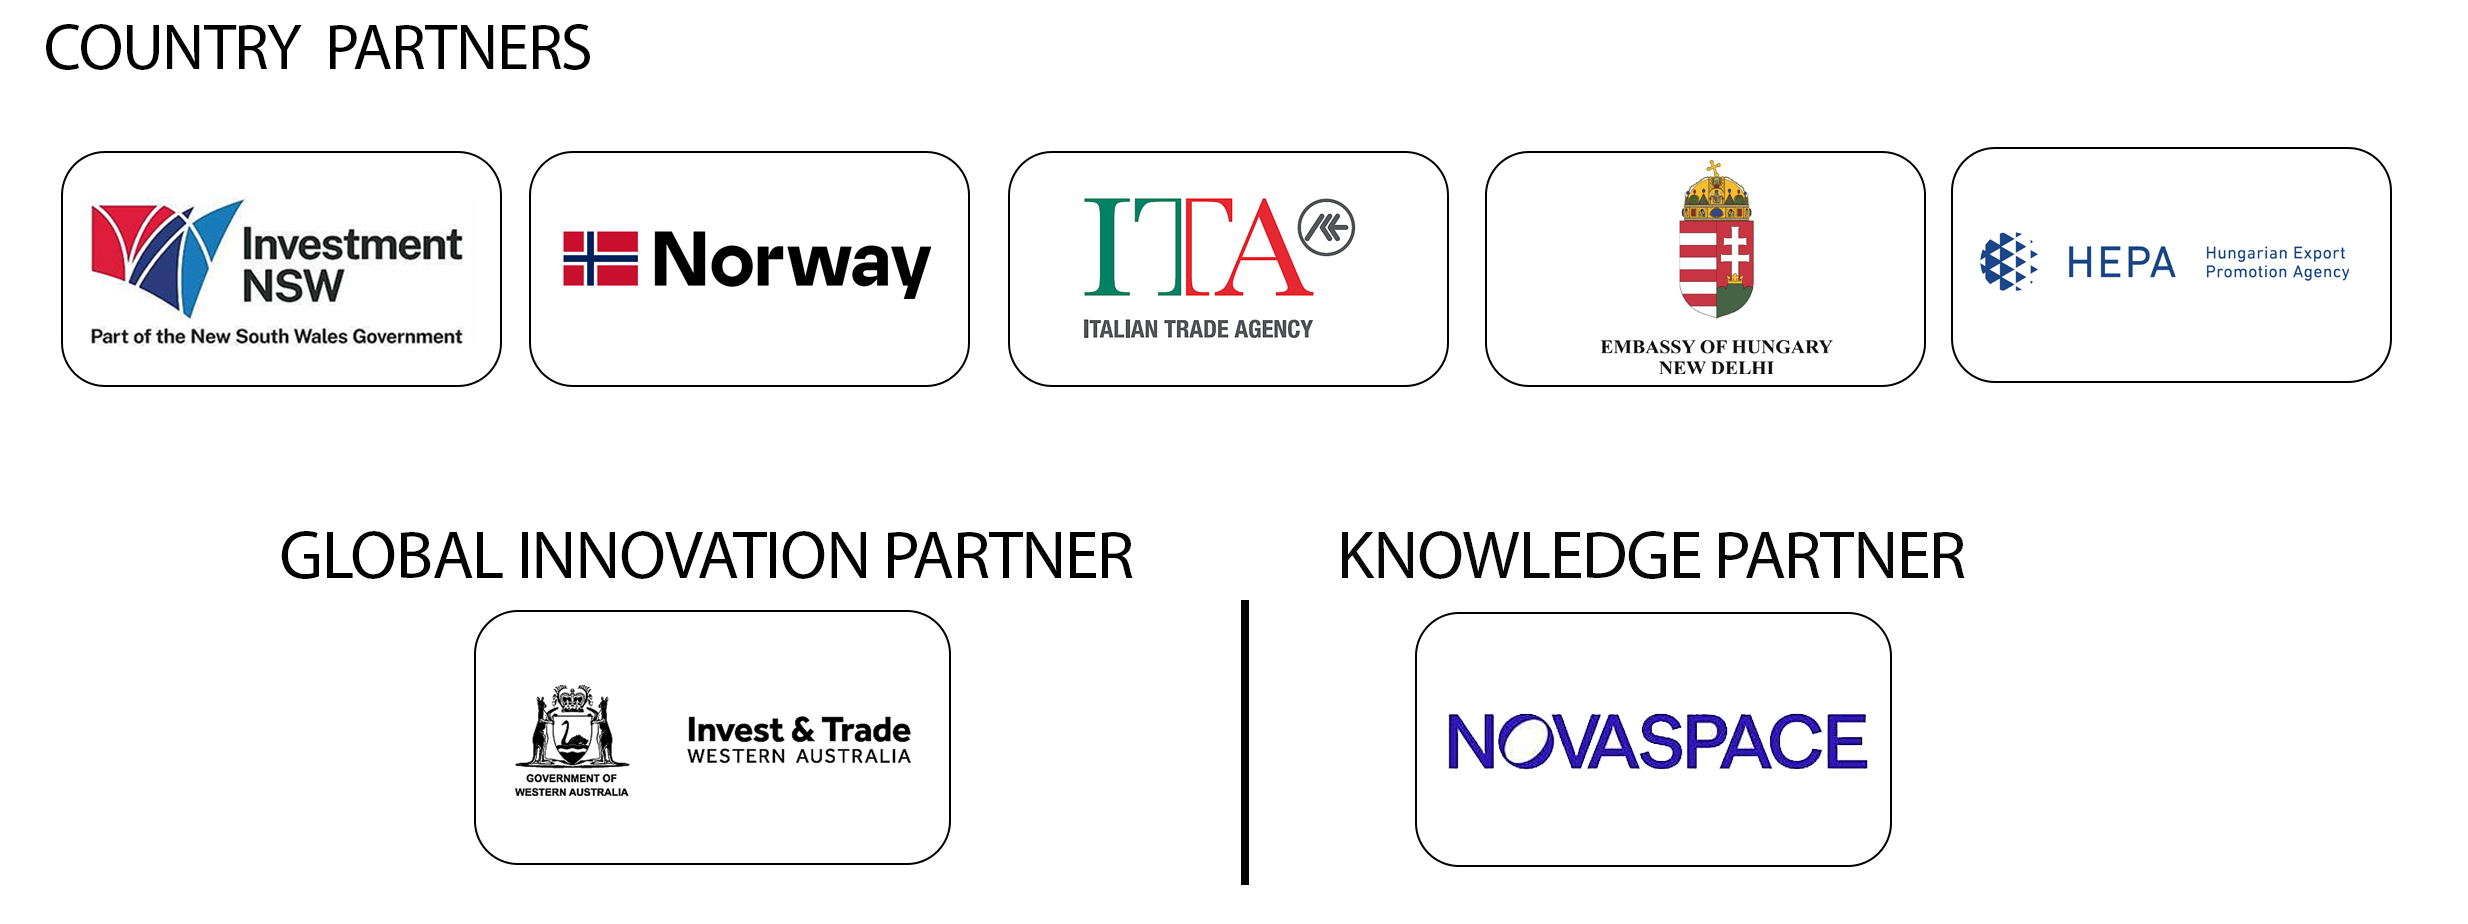 COUNTRY PARTNERS
Investment
NSW
Part of the New South Wales Government
Norway
ITA
ITALIAN TRADE AGENCY
EMBASSY OF HUNGARY
NEW DELHI
HEPA
Hungarian Export
Promotion Agency
GLOBAL INNOVATION PARTNER
GOVERNMENT OF
WESTERN AUSTRALIA
Invest & Trade
WESTERN AUSTRALIA
KNOWLEDGE PARTNER
NOVASPACE